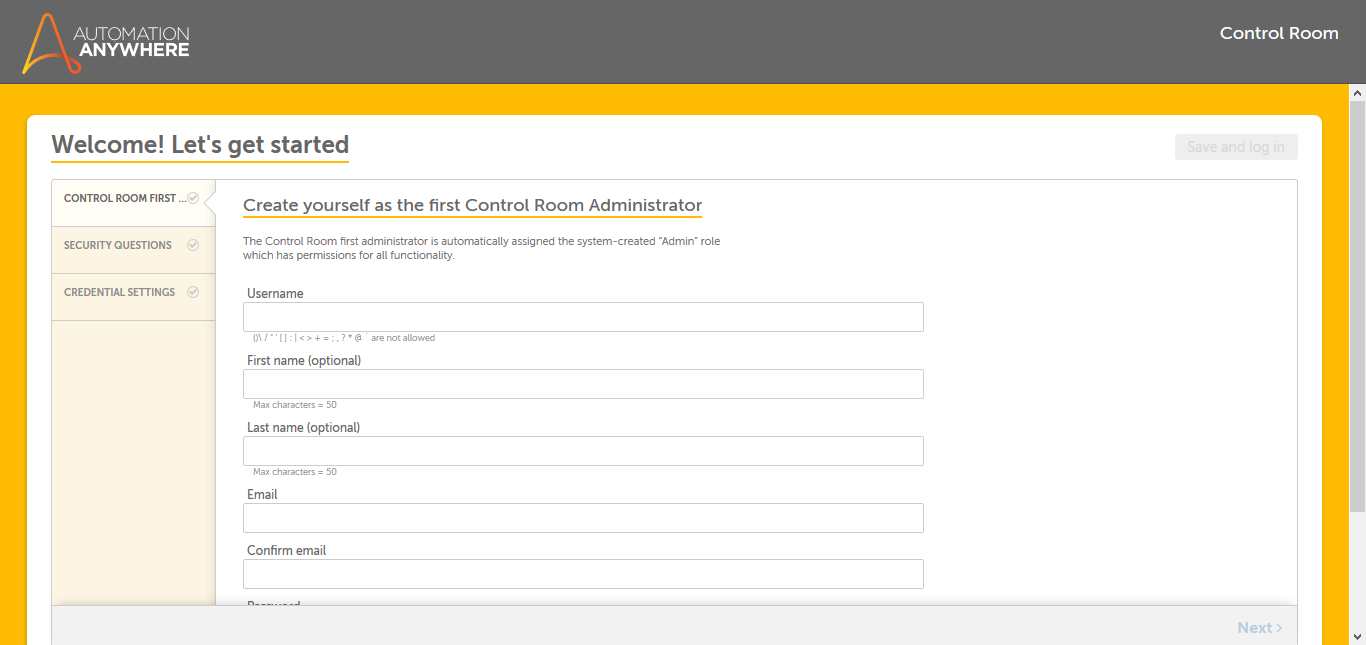 AUTOMATION
ANYWHERE
Control Room
Welcome! Let's get started
Save and log in
CONTROL ROOM FIRST ...
SECURITY QUESTIONS
CREDENTIAL SETTINGS
Create yourself as the first Control Room Administrator
The Control Room first administrator is automatically assigned the system-created "Admin" role
which has permissions for all functionality.
Username
()\ / " ' [ ] : | < > + = ; , ? * @ ` are not allowed
First name (optional)
Max characters = 50
Last name (optional)
Max characters = 50
Email
Confirm email
Password
Next >